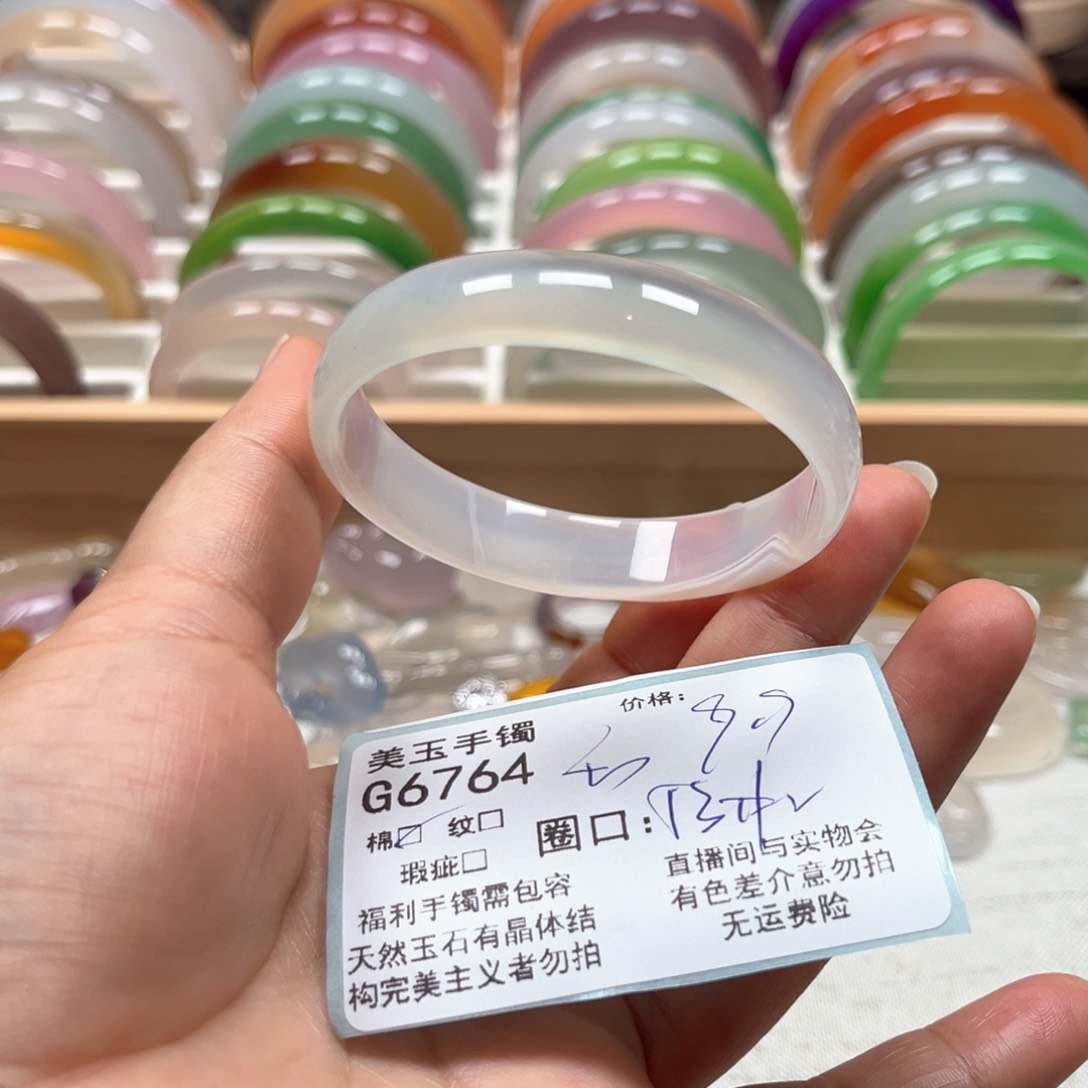 美玉手镯
G6764
价格:
棉☑ 纹□
圈口:
瑕疵□
福利手镯需包容
天然玉石有晶体结
构完美主义者勿拍
直播间与实物会
有色差介意勿拍
无运费险